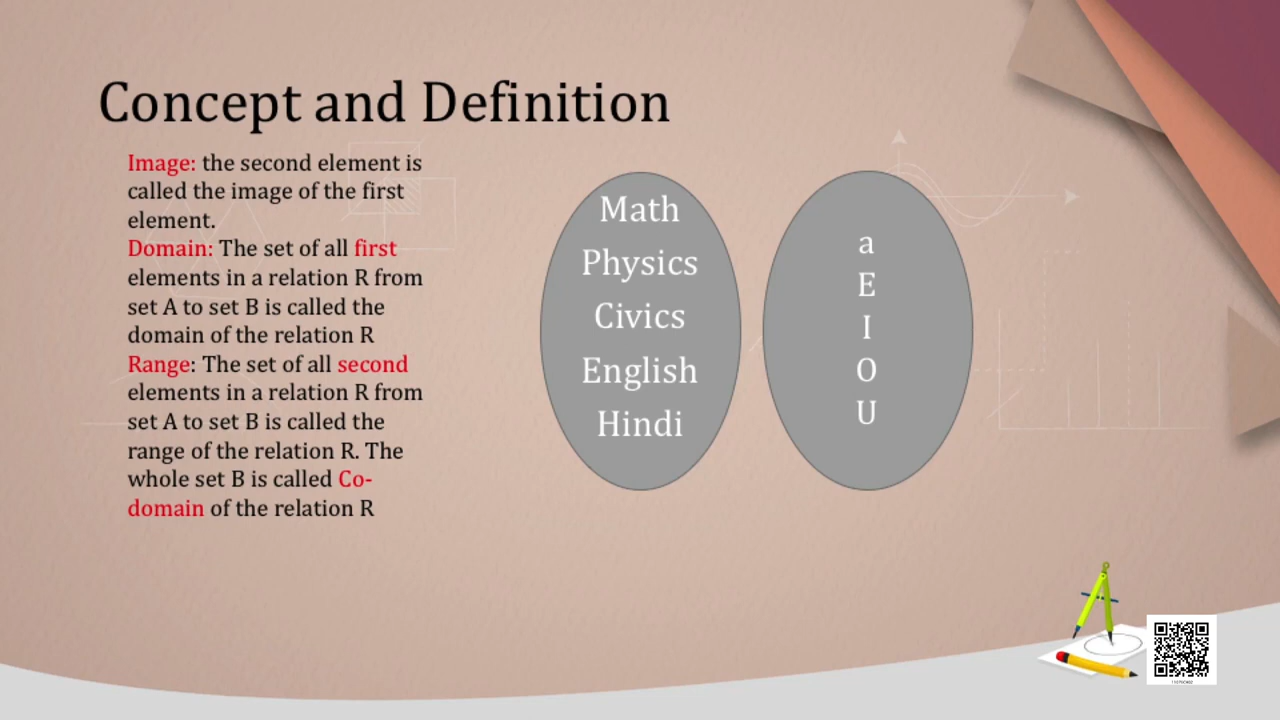 Concept and Definition
Image: the second element is
called the image of the first
element.
Domain: The set of all first
elements in a relation R from
set A to set B is called the
domain of the relation R
Range: The set of all second
elements in a relation R from
set A to set B is called the
range of the relation R. The
whole set B is called Co-
domain of the relation R
Math
Physics
Civics
English
Hindi
a
E
I
O
U